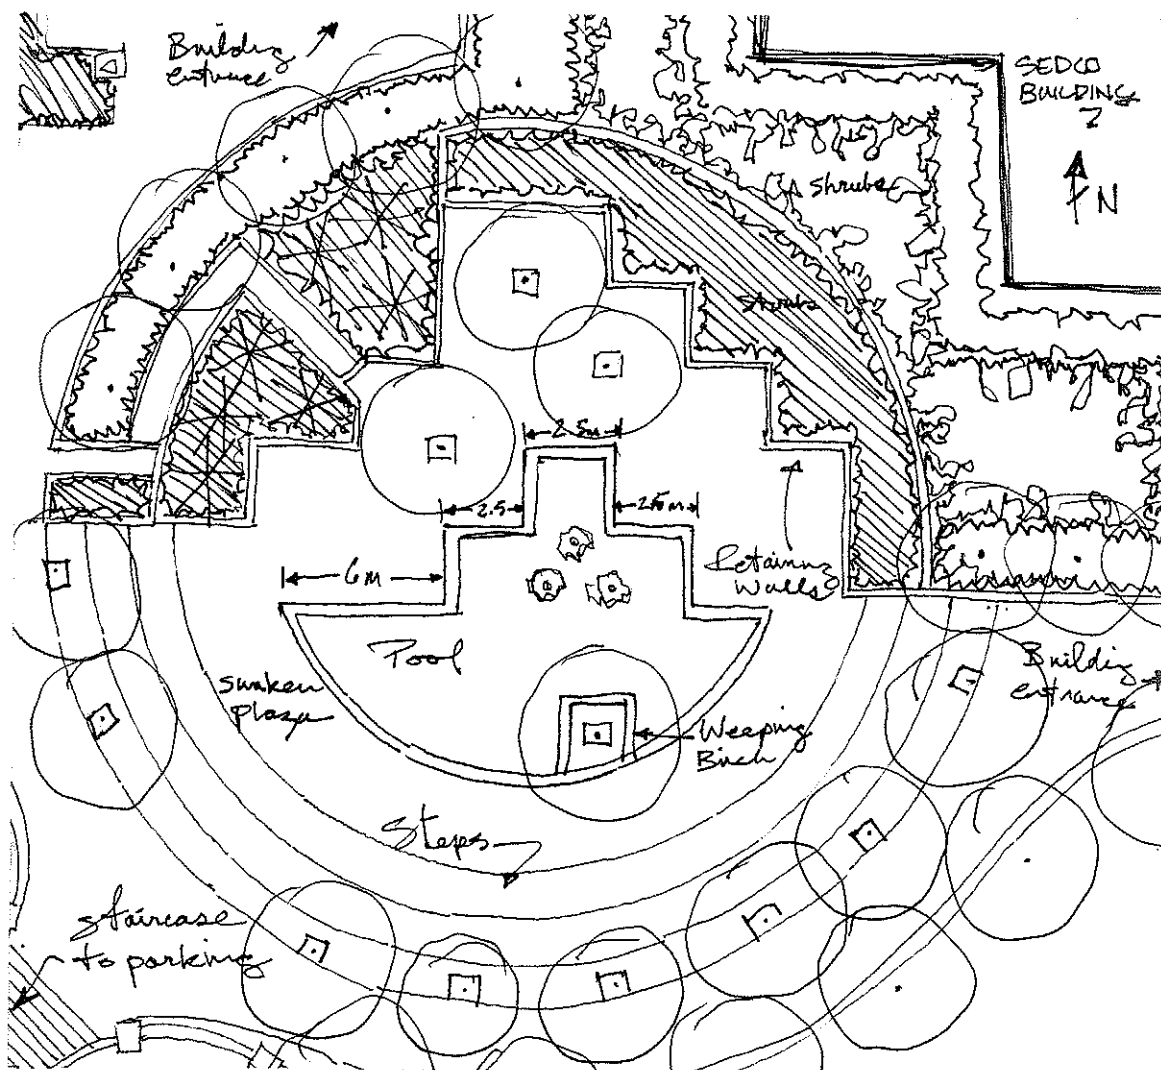 Building
entrance
SEDCO
BUILDING
N
Shrubs
Shrubs
2.5m
2.5
2.5m
6M
Retaining
Walls
Pool
sunken
plaza
Building
entrance
Weeping
Birch
Steps
staircase
to parking